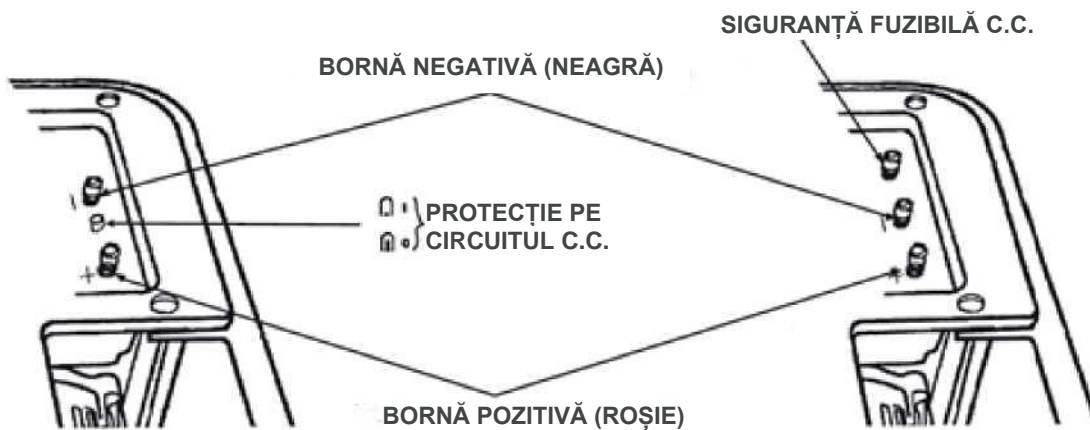 SIGURANȚĂ FUZIBILĂ C.C.
BORNĂ NEGATIVĂ (NEAGRĂ)
PROTECȚIE PE
CIRCUITUL C.C.
BORNĂ POZITIVĂ (ROȘIE)